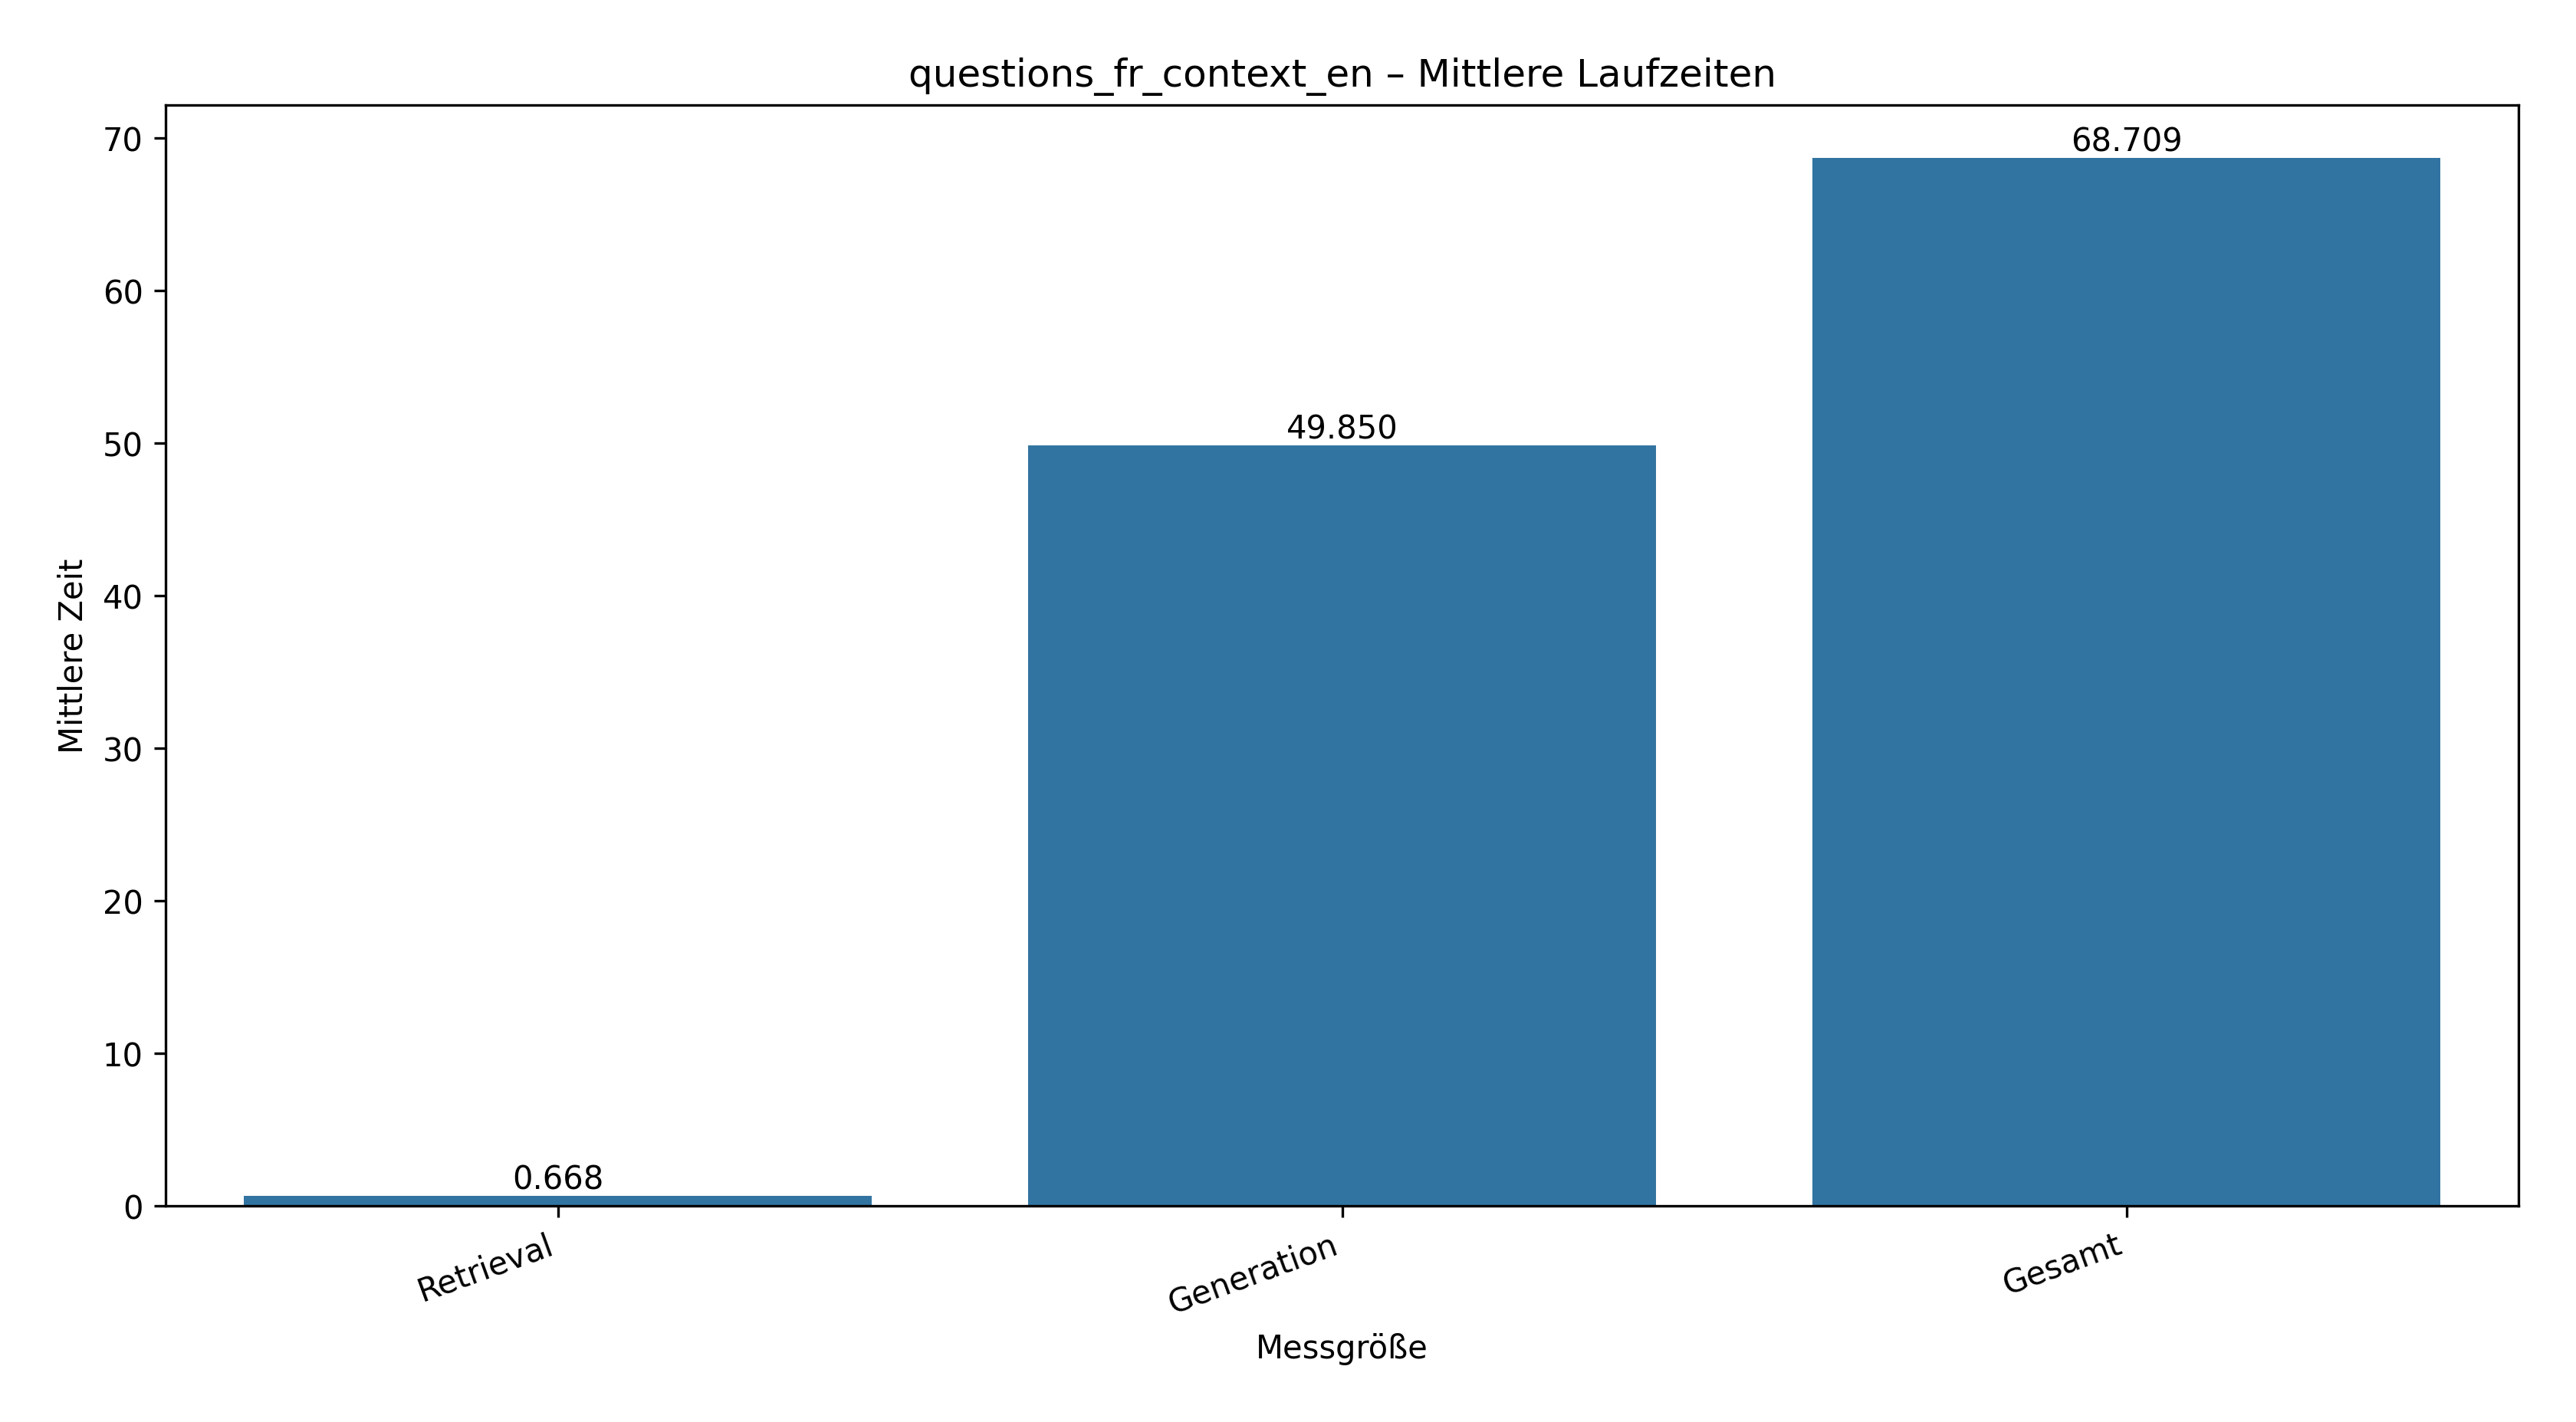 questions_fr_context_en – Mittlere Laufzeiten
Mittlere Zeit
70
60
50
40
30
20
10
0
0.668
49.850
68.709
Retrieval
Generation
Gesamt
Messgröße